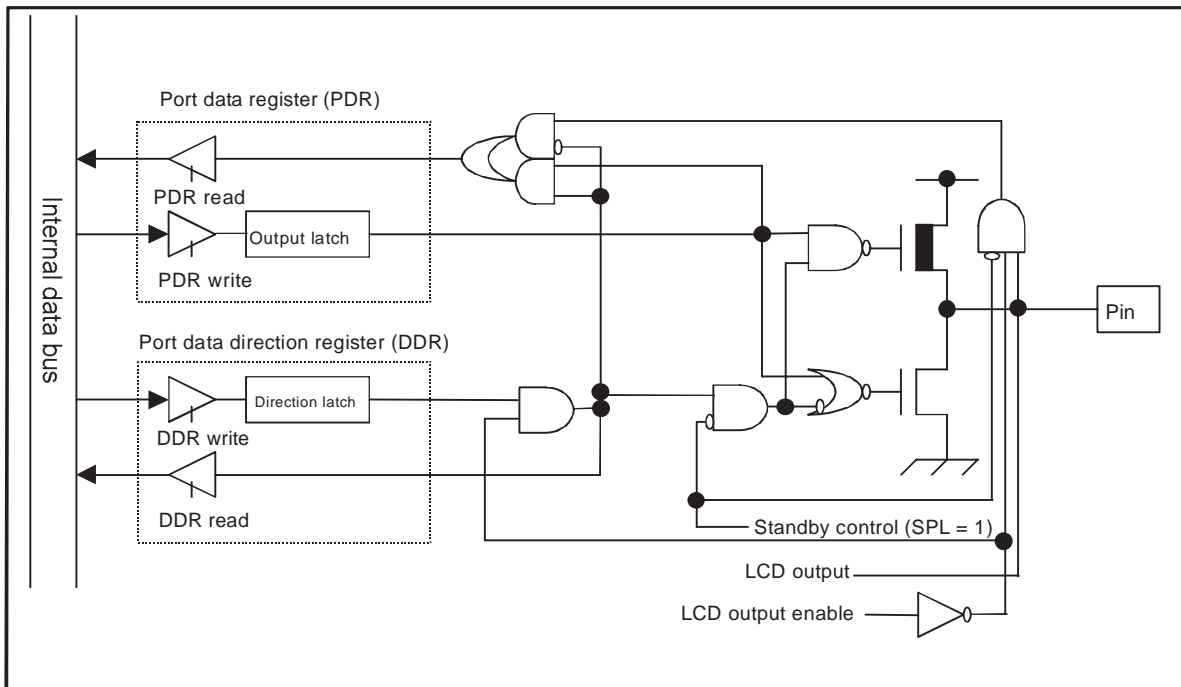 Internal data bus
Port data register (PDR)
PDR read
Output latch
PDR write
Port data direction register (DDR)
Direction latch
DDR write
DDR read
Pin
Standby control (SPL = 1)
LCD output
LCD output enable